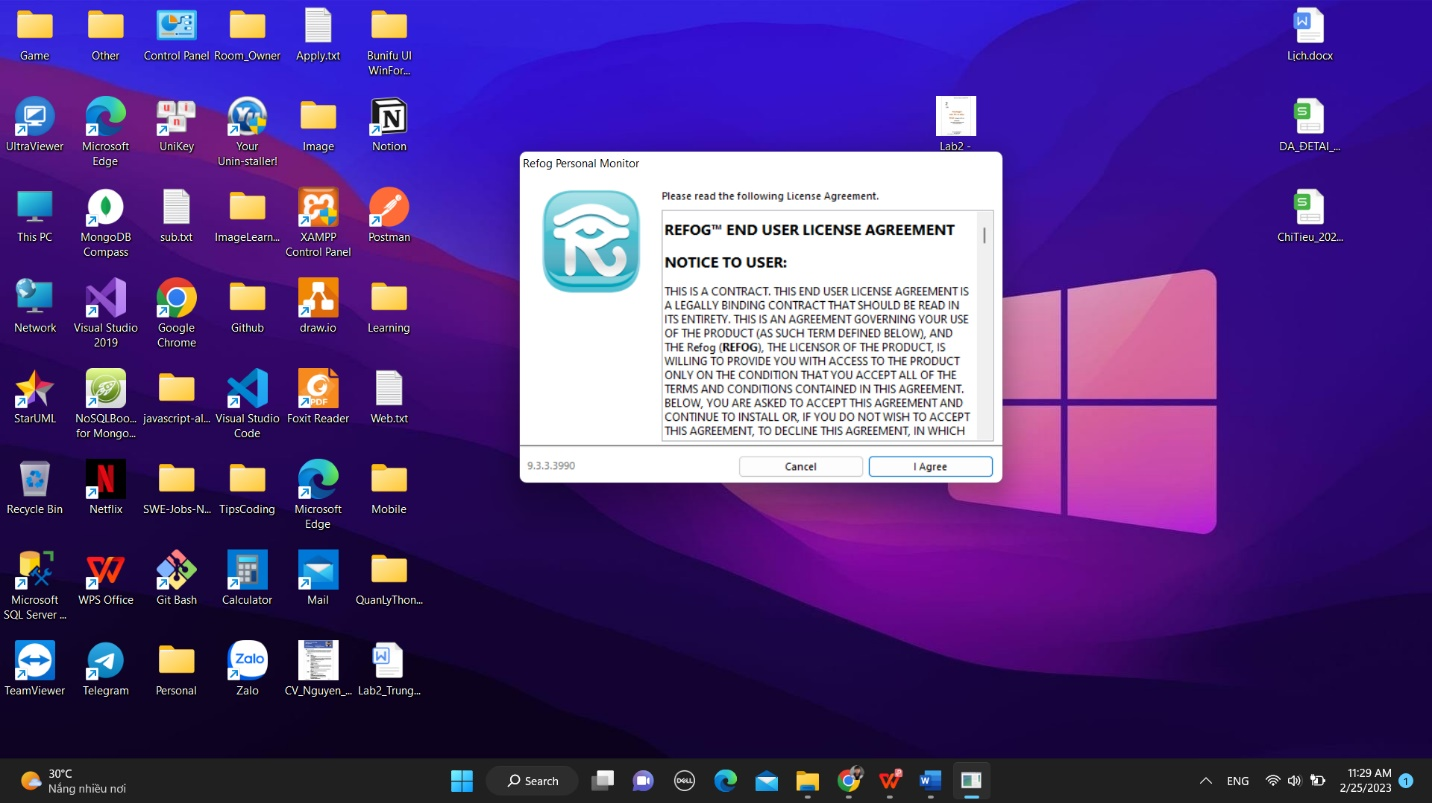 Game
Other
Control Panel
Room_Owner
Apply.txt
Bunifu UI
WinFor...
Lịch.docx
UltraViewer
Microsoft
Edge
UniKey
Your
Unin-staller!
Image
Notion
Lab2 -
DA_ĐETAI_...
This PC
MongoDB
Compass
sub.txt
ImageLearn...
XAMPP
Control Panel
Postman
ChiTieu_202...
Network
Visual Studio
2019
Google
Chrome
Github
draw.io
Learning
StarUML
NoSQLBoo...
for Mongo...
javascript-al...
Visual Studio
Code
Foxit Reader
Web.txt
Recycle Bin
Netflix
SWE-Jobs-N...
TipsCoding
Microsoft
Edge
Mobile
Microsoft
SQL Server ...
WPS Office
Git Bash
Calculator
Mail
QuanLyThon...
TeamViewer
Telegram
Personal
Zalo
Zalo
CV_Nguyen_...
Lab2_Trung...
Refog Personal Monitor
Please read the following License Agreement.
REFOG™ END USER LICENSE AGREEMENT
NOTICE TO USER:
THIS IS A CONTRACT. THIS END USER LICENSE AGREEMENT IS
A LEGALLY BINDING CONTRACT THAT SHOULD BE READ IN
ITS ENTIRETY. THIS IS AN AGREEMENT GOVERNING YOUR USE
OF THE PRODUCT (AS SUCH TERM DEFINED BELOW), AND
THE Refog (REFOG), THE LICENSOR OF THE PRODUCT, IS
WILLING TO PROVIDE YOU WITH ACCESS TO THE PRODUCT
ONLY ON THE CONDITION THAT YOU ACCEPT ALL OF THE
TERMS AND CONDITIONS CONTAINED IN THIS AGREEMENT.
BELOW, YOU ARE ASKED TO ACCEPT THIS AGREEMENT AND
CONTINUE TO INSTALL OR, IF YOU DO NOT WISH TO ACCEPT
THIS AGREEMENT, TO DECLINE THIS AGREEMENT, IN WHICH
9.3.3.3990
Cancel
I Agree
30°C
Nắng nhiều nơi
Search
DELL
ENG
11:29 AM
2/25/2023
1